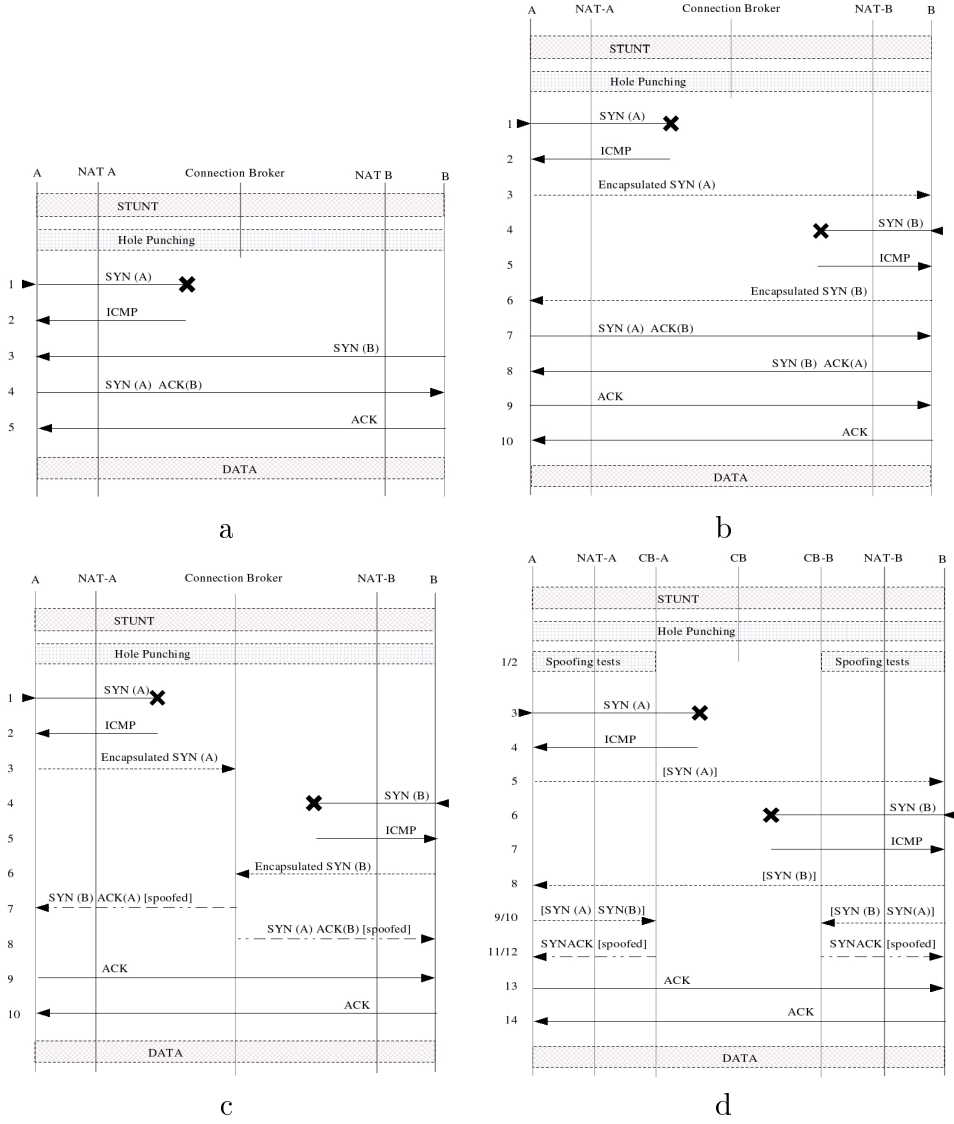 A NAT-A Connection Broker NAT-B B
STUNT
Hole Punching
1 SYN (A)
2 ICMP
3 Encapsulated SYN (A)
4 SYN (B)
5 ICMP
6 Encapsulated SYN (B)
7 SYN (A) ACK(B)
8 SYN (B) ACK(A)
9 ACK
10 ACK
DATA
b
A NAT A Connection Broker NAT B B
STUNT
Hole Punching
1 SYN (A)
2 ICMP
3 SYN (B)
4 SYN (A) ACK(B)
5 ACK
DATA
a
A NAT-A Connection Broker NAT-B B
STUNT
Hole Punching
1 SYN (A)
2 ICMP
3 Encapsulated SYN (A)
4 SYN (B)
5 ICMP
6 Encapsulated SYN (B)
7 SYN (B) ACK(A) [spoofed]
8 SYN (A) ACK(B) [spoofed]
9 ACK
10 ACK
DATA
c
A NAT-A CB-A CB CB-B NAT-B B
STUNT
Hole Punching
1/2 Spoofing tests Spoofing tests
3 SYN (A)
4 ICMP
5 [SYN (A)]
6 SYN (B)
7 ICMP
8 [SYN (B)]
9/10 [SYN (A) SYN(B)] [SYN (B) SYN(A)]
11/12 SYNACK [spoofed] SYNACK [spoofed]
13 ACK
14 ACK
DATA
d